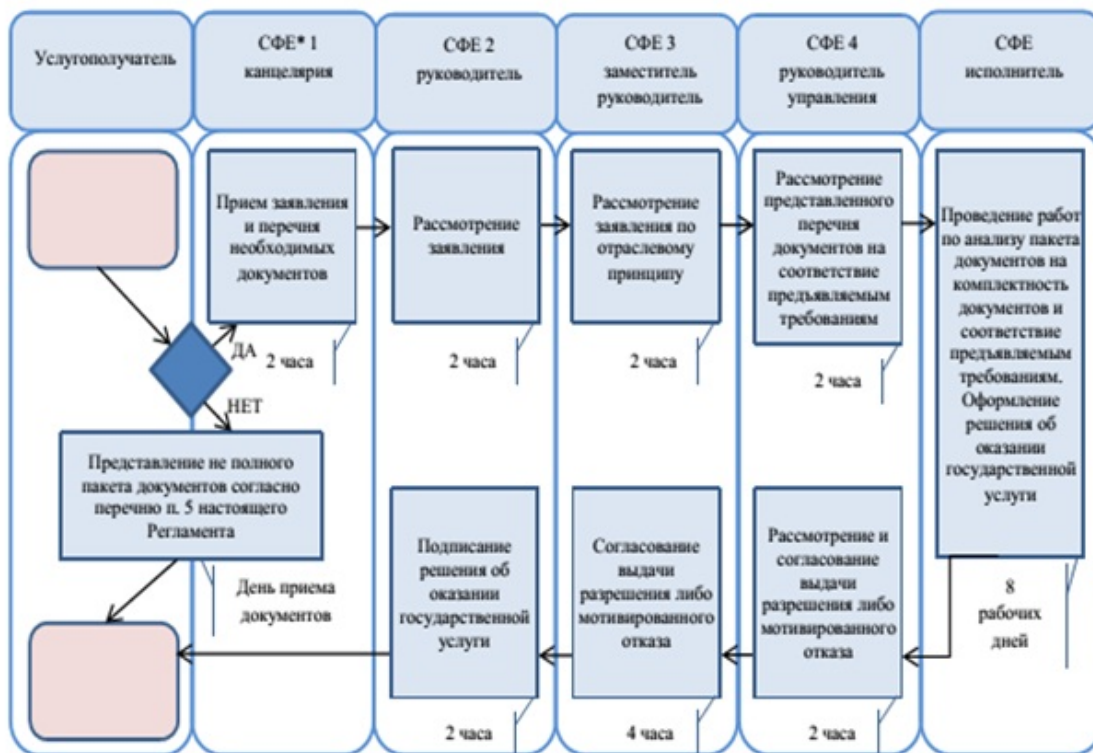 Услугополучатель
СФЕ* 1
канцелярия
СФЕ 2
руководитель
СФЕ 3
заместитель
руководитель
СФЕ 4
руководитель
управления
СФЕ
исполнитель
Прием заявления
и перечня
необходимых
документов
2 часа
Рассмотрение
заявления
2 часа
Рассмотрение
заявления по
отраслевому
принципу
2 часа
Рассмотрение
представленного
перечня
документов на
соответствие
предъявляемым
требованиям
2 часа
Проведение работ
по анализу пакета
документов на
комплектность
документов и
соответствие
предъявляемым
требованиям.
Оформление
решения об
оказании
государственной
услуги
8
рабочих
дней
ДА
НЕТ
Представление не полного
пакета документов согласно
перечню п. 5 настоящего
Регламента
День приема
документов
Подписание
решения об
оказании
государственной
услуги
2 часа
Согласование
выдачи
разрешения либо
мотивированного
отказа
4 часа
Рассмотрение и
согласование
выдачи
разрешения либо
мотивированного
отказа
2 часа